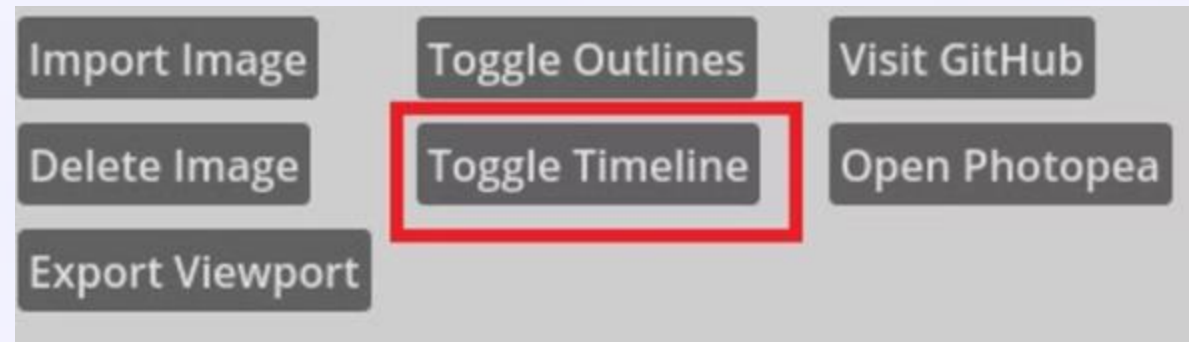 Import Image Toggle Outlines Visit GitHub
Delete Image Toggle Timeline Open Photopea
Export Viewport